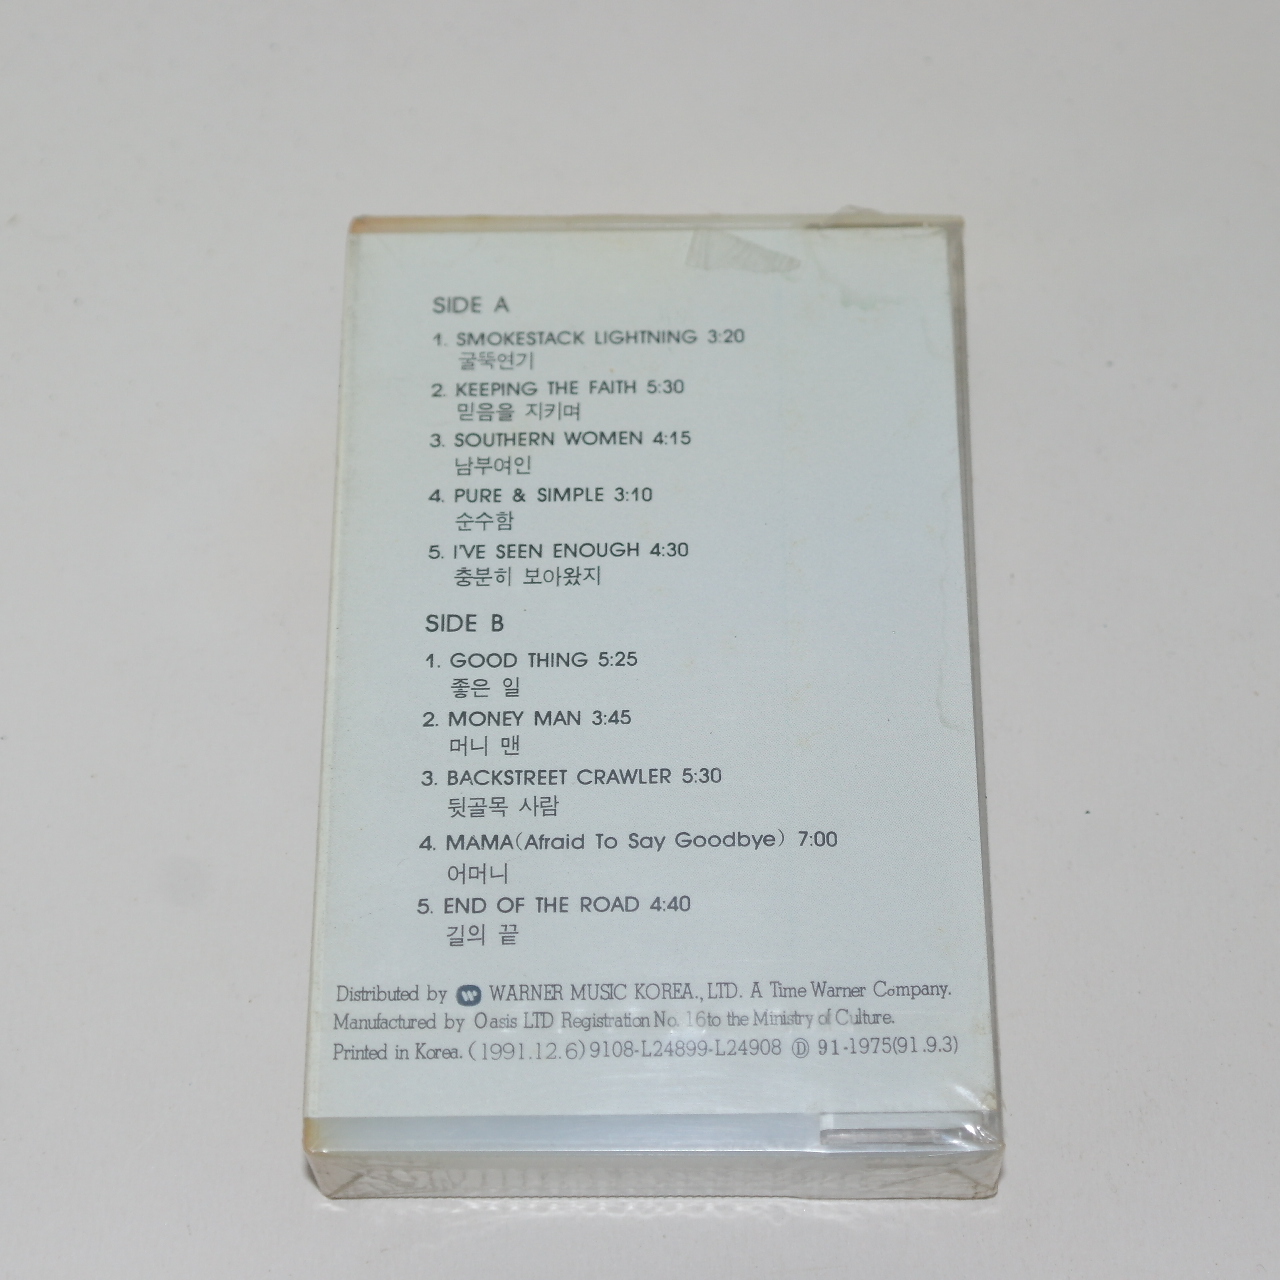 SIDE A
1. SMOKESTACK LIGHTNING 3:20
굴뚝연기
2. KEEPING THE FAITH 5:30
믿음을 지키며
3. SOUTHERN WOMEN 4:15
남부여인
4. PURE & SIMPLE 3:10
순수함
5. I'VE SEEN ENOUGH 4:30
충분히 보아왔지
SIDE B
1. GOOD THING 5:25
좋은 일
2. MONEY MAN 3:45
머니 맨
3. BACKSTREET CRAWLER 5:30
뒷골목 사람
4. MAMA(Afraid To Say Goodbye) 7:00
어머니
5. END OF THE ROAD 4:40
길의 끝
Distributed by WARNER MUSIC KOREA., LTD. A Time Warner Company.
Manufactured by Oasis LTD Registration No. 16 to the Ministry of Culture.
Printed in Korea. (1991.12.6) 9108-L24899-L24908 Ⓓ 91-1975(91.9.3)